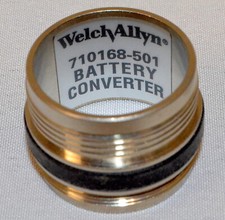 WelchAllyn®
710168-501
BATTERY
CONVERTER